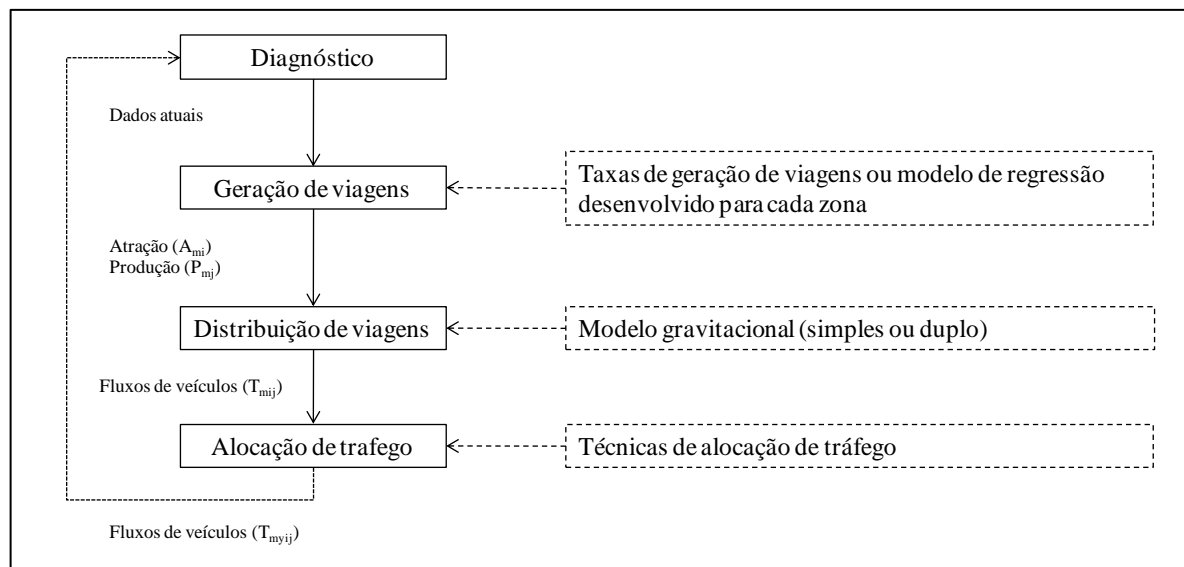 Diagnóstico
Dados atuais
Geração de viagens
Taxas de geração de viagens ou modelo de regressão
desenvolvido para cada zona
Atração (Ami)
Produção (Pmj)
Distribuição de viagens
Modelo gravitacional (simples ou duplo)
Fluxos de veículos (Tmij)
Alocação de trafego
Técnicas de alocação de tráfego
Fluxos de veículos (Tmyij)